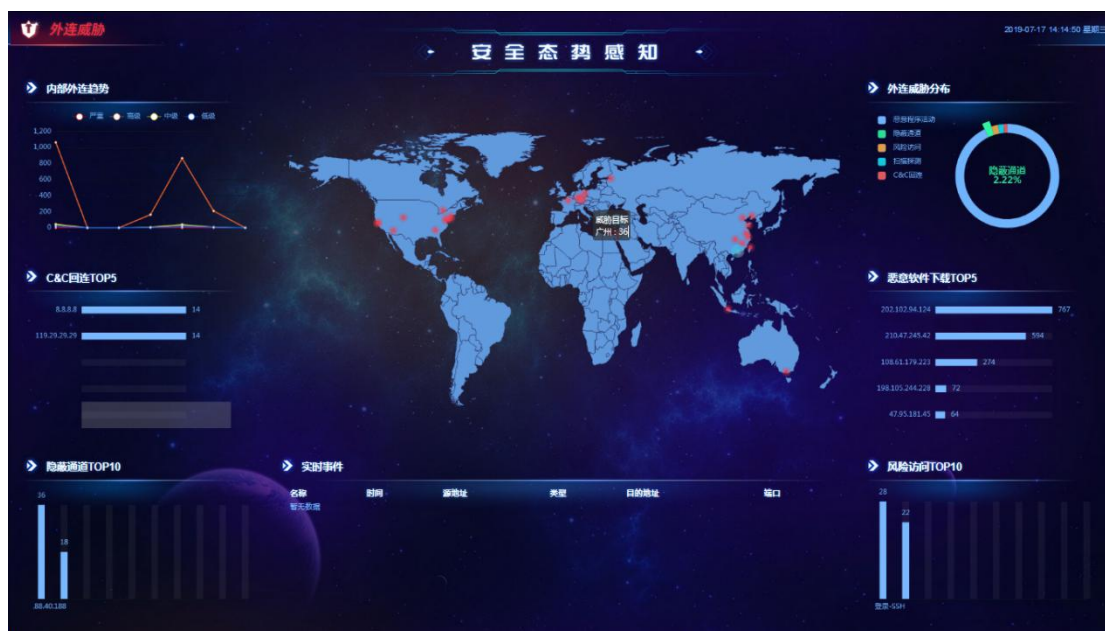 外连威胁
安全态势感知
2019-07-17 14:14:50 星期三
内部外连趋势
严重 高级 中级 低级
1,200
1,000
800
600
400
200
0
外连威胁分布
恶意程序活动
隐蔽通道
风险访问
扫描探测
C&C回连
隐蔽通道
2.22%
威胁目标
广州 : 36
C&C回连TOP5
8.8.8.8 14
119.29.29.29 14
恶意软件下载TOP5
202.102.94.124 767
210.47.245.42 594
108.61.179.223 274
198.105.244.228 72
47.95.181.45 64
隐蔽通道TOP10
36
18
.88.40.188
实时事件
名称 时间 源地址 类型 目的地址 端口
暂无数据
风险访问TOP10
28
22
登录-SSH